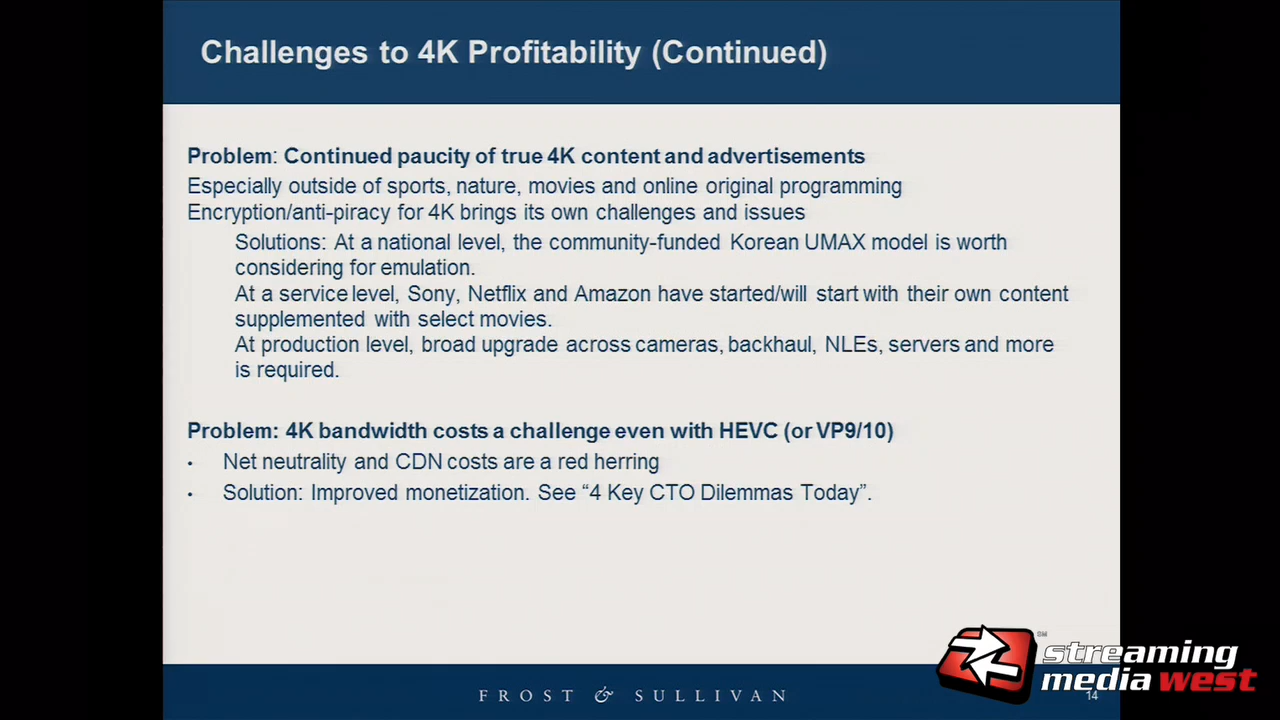 Challenges to 4K Profitability (Continued)
Problem: Continued paucity of true 4K content and advertisements
Especially outside of sports, nature, movies and online original programming
Encryption/anti-piracy for 4K brings its own challenges and issues
Solutions: At a national level, the community-funded Korean UMAX model is worth
considering for emulation.
At a service level, Sony, Netflix and Amazon have started/will start with their own content
supplemented with select movies.
At production level, broad upgrade across cameras, backhaul, NLEs, servers and more
is required.
Problem: 4K bandwidth costs a challenge even with HEVC (or VP9/10)
• Net neutrality and CDN costs are a red herring
• Solution: Improved monetization. See “4 Key CTO Dilemmas Today”.
FROST & SULLIVAN
14
streaming℠
media west